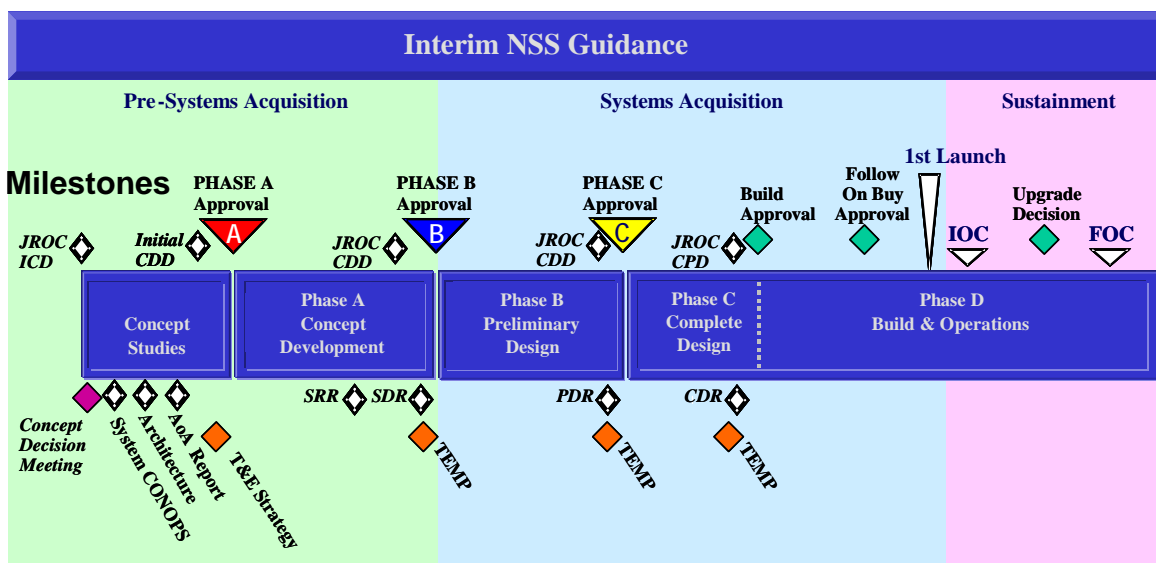 Interim NSS Guidance
Pre-Systems Acquisition
Systems Acquisition
Sustainment
Milestones
PHASE A
Approval
PHASE B
Approval
PHASE C
Approval
Build
Approval
Follow
On Buy
Approval
1st Launch
Upgrade
Decision
JROC
ICD
Initial
CDD
A
JROC
CDD
B
JROC
CDD
C
JROC
CPD
IOC
FOC
Concept
Studies
Phase A
Concept
Development
Phase B
Preliminary
Design
Phase C
Complete
Design
Phase D
Build & Operations
SRR
SDR
PDR
CDR
Concept
Decision
Meeting
System CONOPS
Architecture
AoA Report
T&E Strategy
TEMP
TEMP
TEMP